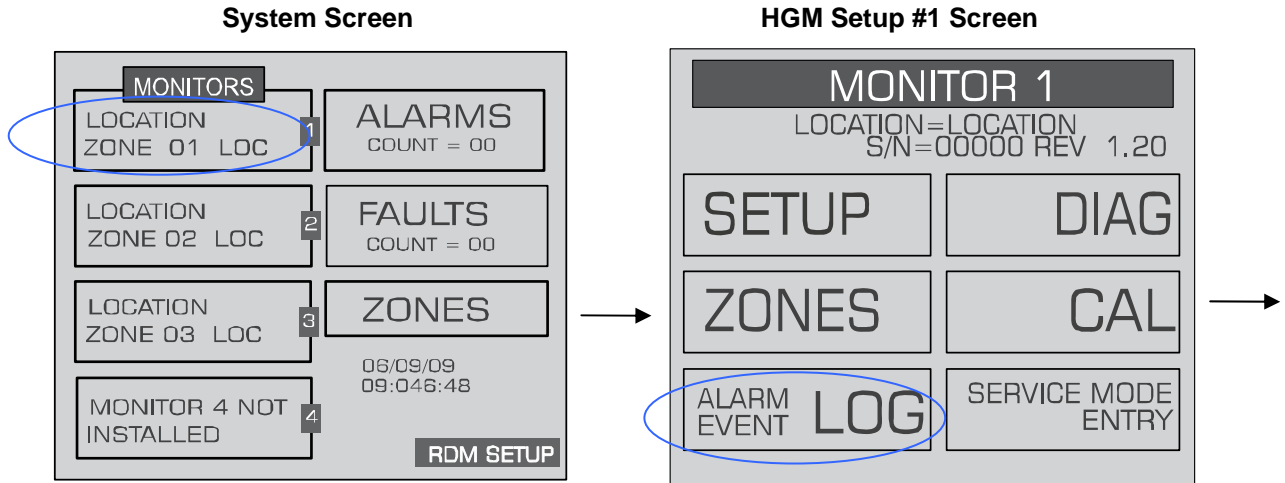 System Screen
MONITORS
LOCATION
ZONE 01 LOC
1
ALARMS
COUNT = 00
LOCATION
ZONE 02 LOC
2
FAULTS
COUNT = 00
LOCATION
ZONE 03 LOC
3
ZONES
06/09/09
09:046:48
MONITOR 4 NOT
INSTALLED
4
RDM SETUP
HGM Setup #1 Screen
MONITOR 1
LOCATION=LOCATION
S/N=00000 REV 1.20
SETUP
DIAG
ZONES
CAL
ALARM
EVENT
LOG
SERVICE MODE
ENTRY